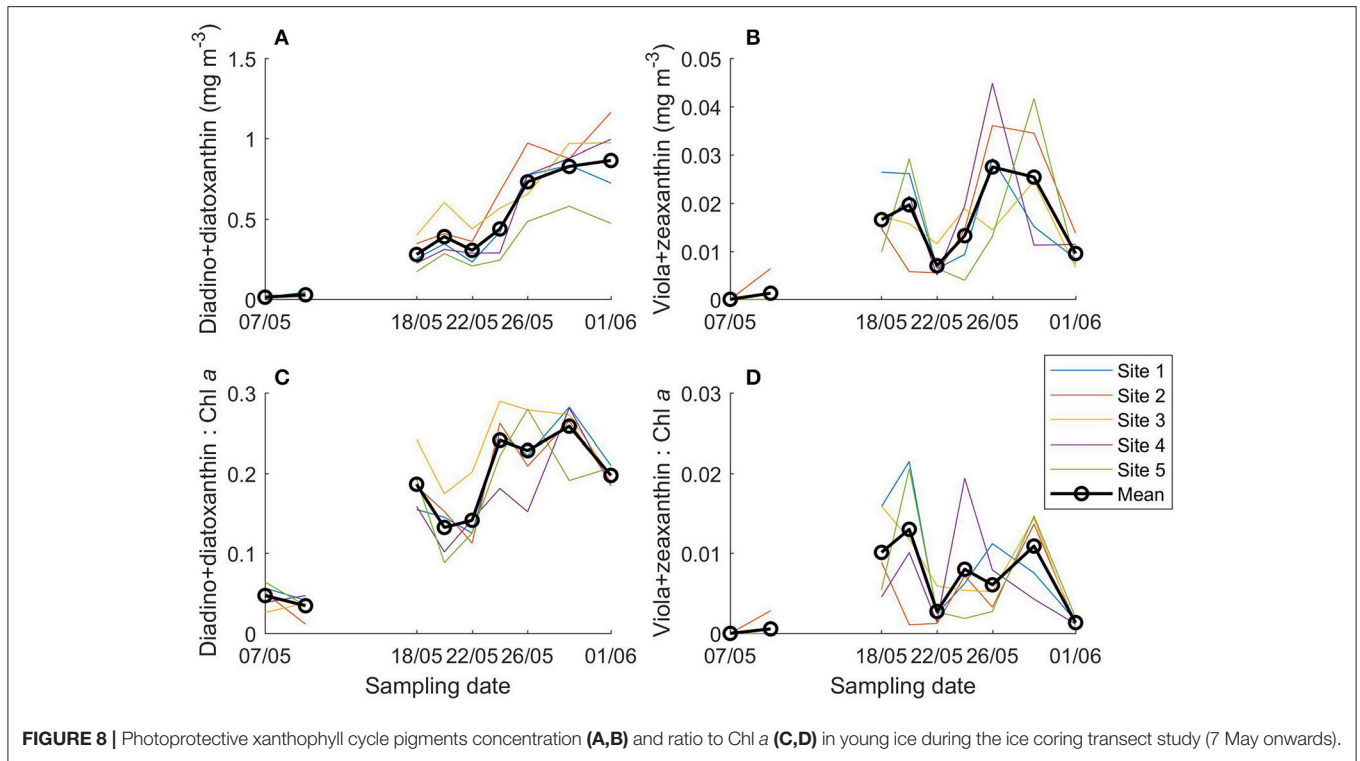 A
Diadino+diatoxanthin (mg m⁻³)
1.5
1
0.5
0
07/05
18/05
22/05
26/05
01/06
B
Viola+zeaxanthin (mg m⁻³)
0.05
0.04
0.03
0.02
0.01
0
07/05
18/05
22/05
26/05
01/06
C
Diadino+diatoxanthin : Chl a
0.3
0.2
0.1
0
07/05
18/05
22/05
26/05
01/06
Sampling date
D
Viola+zeaxanthin : Chl a
0.03
0.02
0.01
0
07/05
18/05
22/05
26/05
01/06
Sampling date
Site 1
Site 2
Site 3
Site 4
Site 5
Mean
FIGURE 8 | Photoprotective xanthophyll cycle pigments concentration (A,B) and ratio to Chl a (C,D) in young ice during the ice coring transect study (7 May onwards).